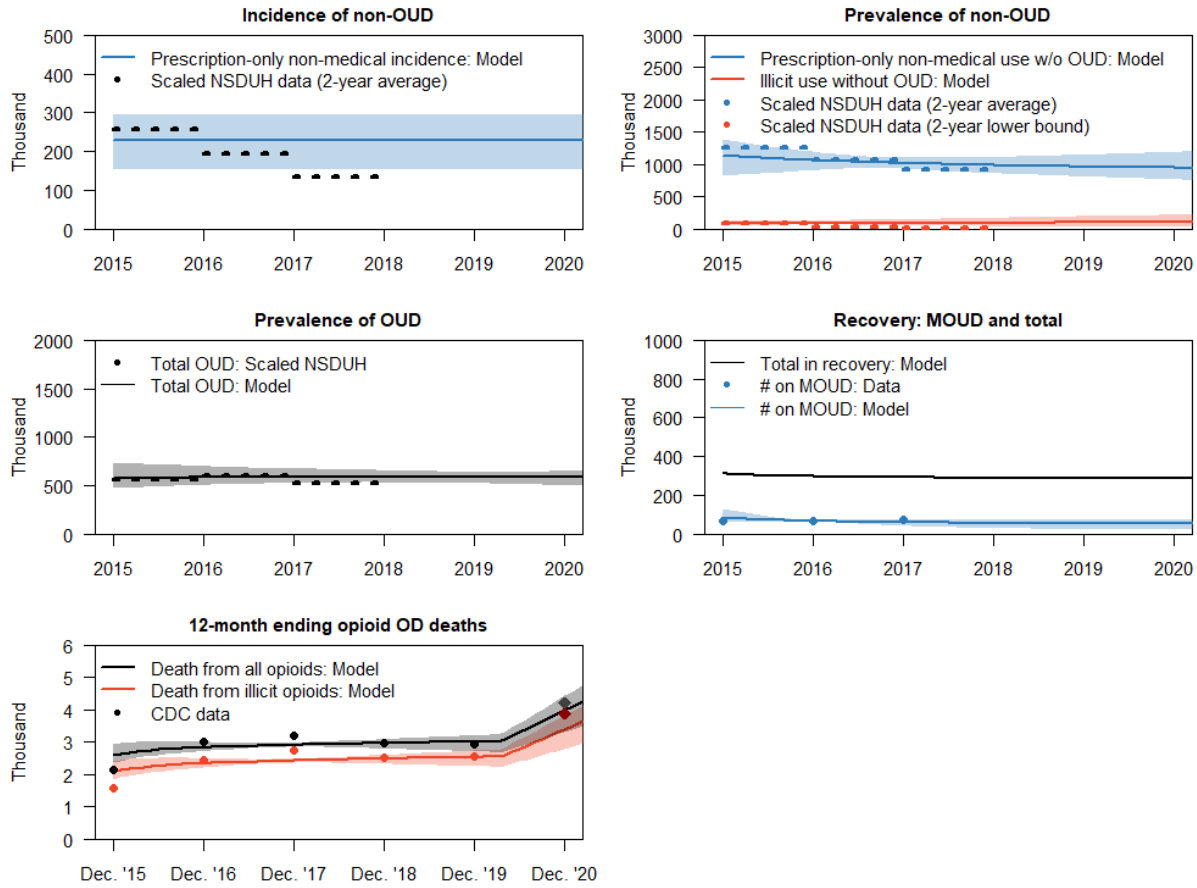 Incidence of non-OUD
Thousand
500
400
300
200
100
0
Prescription-only non-medical incidence: Model
Scaled NSDUH data (2-year average)
2015 2016 2017 2018 2019 2020
Prevalence of non-OUD
Thousand
3000
2500
2000
1500
1000
500
0
Prescription-only non-medical use w/o OUD: Model
Illicit use without OUD: Model
Scaled NSDUH data (2-year average)
Scaled NSDUH data (2-year lower bound)
2015 2016 2017 2018 2019 2020
Prevalence of OUD
Thousand
2000
1500
1000
500
0
Total OUD: Scaled NSDUH
Total OUD: Model
2015 2016 2017 2018 2019 2020
Recovery: MOUD and total
Thousand
1000
800
600
400
200
0
Total in recovery: Model
# on MOUD: Data
# on MOUD: Model
2015 2016 2017 2018 2019 2020
12-month ending opioid OD deaths
Thousand
6
5
4
3
2
1
0
Death from all opioids: Model
Death from illicit opioids: Model
CDC data
Dec. '15 Dec. '16 Dec. '17 Dec. '18 Dec. '19 Dec. '20